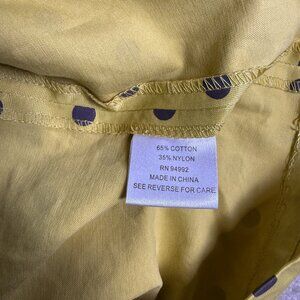 65% COTTON
35% NYLON
RN 94992
MADE IN CHINA
SEE REVERSE FOR CARE